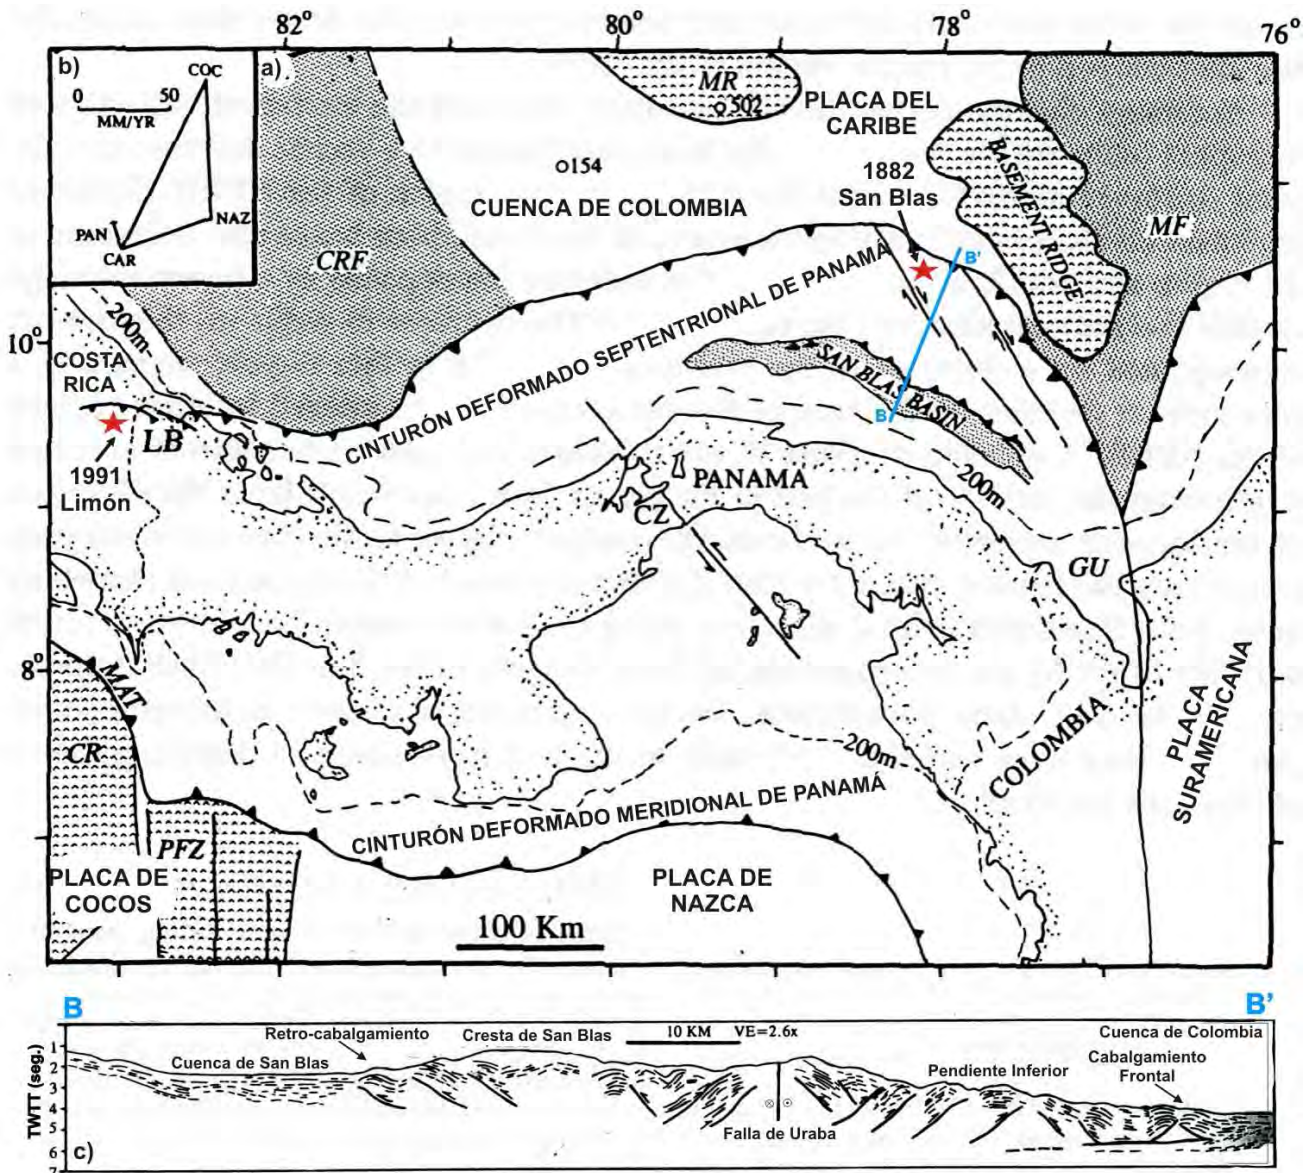 82°
80°
78°
76°
b)
COC
a)
0
50
MM/YR
NAZ
PAN
CAR
MR
502
PLACA DEL
CARIBE
154
1882
San Blas
BASEMENT RIDGE
CUENCA DE COLOMBIA
MF
CRF
B'
200m
10°
COSTA
RICA
CINTURÓN DEFORMADO SEPTENTRIONAL DE PANAMÁ
SAN BLAS BASIN
B
LB
1991
Limón
PANAMA
200m
CZ
GU
8°
MAT
CR
COLOMBIA
PLACA
SURAMERICANA
200m
CINTURÓN DEFORMADO MERIDIONAL DE PANAMÁ
PFZ
PLACA DE
COCOS
PLACA DE
NAZCA
100 Km
B
B'
Retro-cabalgamiento
Cresta de San Blas
10 KM VE=2.6x
Cuenca de Colombia
Cuenca de San Blas
Pendiente Inferior
Cabalgamiento
Frontal
TWTT (seg.)
1
2
3
4
5
6
7
Falla de Uraba
c)